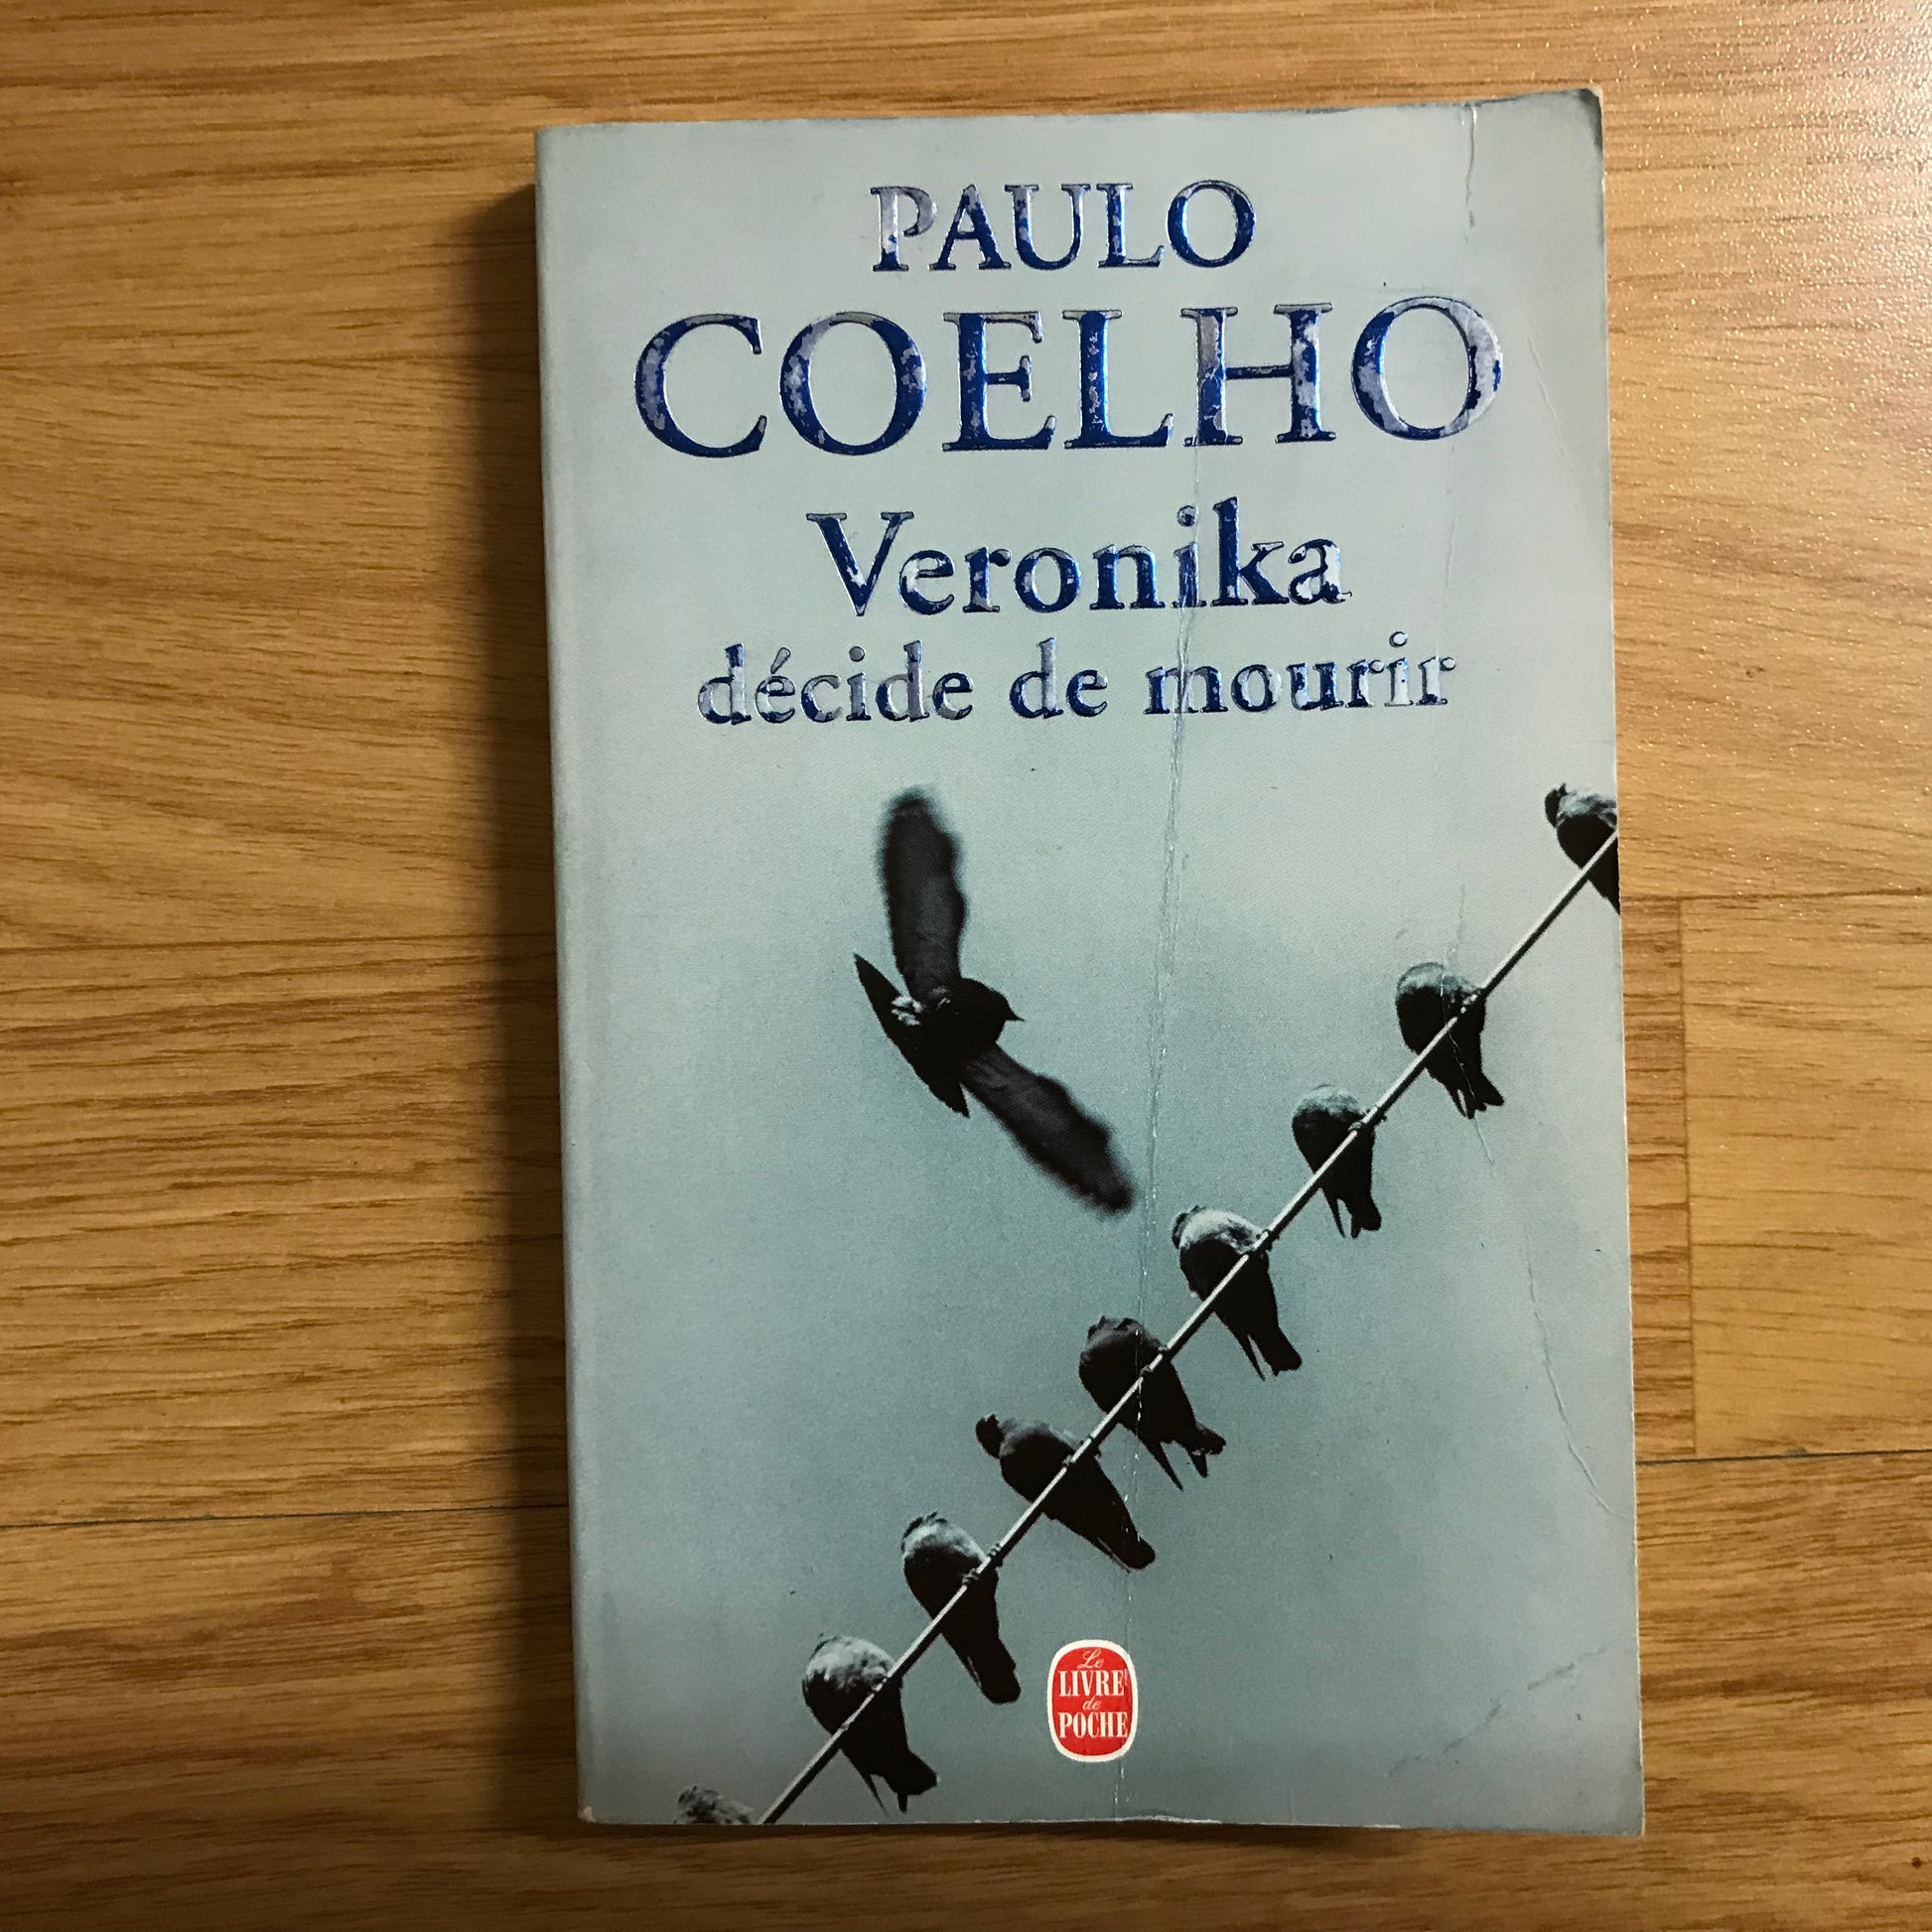 PAULO
COELHO
Veronika
décide de mourir
Le
LIVRE
de
POCHE